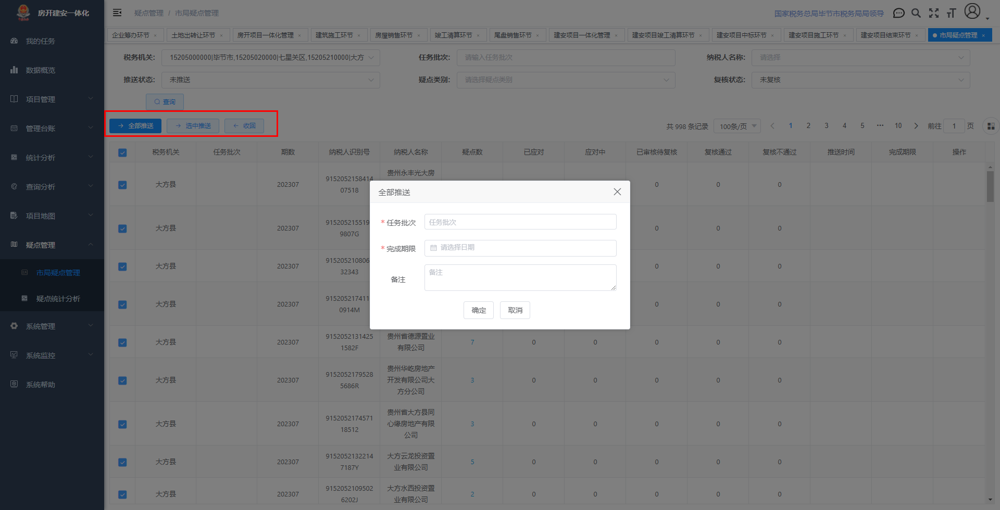 房开建安一体化
我的任务
数据概览
项目管理
管理台账
统计分析
查询分析
项目地图
疑点管理
市局疑点管理
疑点统计分析
系统管理
系统监控
系统帮助
疑点管理 / 市局疑点管理
国家税务总局毕节市税务局局领导
企业筹办环节 × 土地出转让环节 × 房开项目一体化管理 × 建筑施工环节 × 房屋销售环节 × 竣工清算环节 × 尾盘销售环节 × 建安项目一体化管理 × 建安项目竣工清算环节 × 建安项目中标环节 × 建安项目施工环节 × 建安项目结束环节 × 市局疑点管理 ×
税务机关: 15205000000|毕节市,15205020000|七星关区,15205210000|大方 任务批次: 请输入任务批次 纳税人名称: 请选择
推送状态: 未推送 疑点类别: 请选择疑点类别 复核状态: 未复核
查询
全部推送 选中推送 收回
共 998 条记录 100条/页 1 2 3 4 5 ··· 10 前往 1 页
税务机关 任务批次 期数 纳税人识别号 纳税人名称 疑点数 已应对 应对中 已审核待复核 复核通过 复核不通过 推送时间 完成期限 操作
贵州永丰光大房
大方县 202307 9152052158414 0 0 0
07518
大方县 202307 915205215519 0 0 0
9807G
大方县 202307 915205210806 0 0 0
32343
大方县 202307 915205217411 0 0 0
0914M
大方县 202307 9152052131425 贵州省德源置业 7 0 0 0 0 0
1582F 有限公司
大方县 202307 9152052179528 贵州华屹房地产 3 0 0 0 0 0
5686R 开发有限公司大
方分公司
大方县 202307 9152052174571 贵州省大方县同 3 0 0 0 0 0
18512 心缘房地产有限
公司
大方县 202307 9152052132214 大方云龙投资置 5 0 0 0 0 0
7187Y 业有限公司
大方县 202307 9152052109502 大方水西投资置 2 0 0 0 0 0
6202J 业有限公司
全部推送
* 任务批次 任务批次
* 完成期限 请选择日期
备注 备注
确定 取消